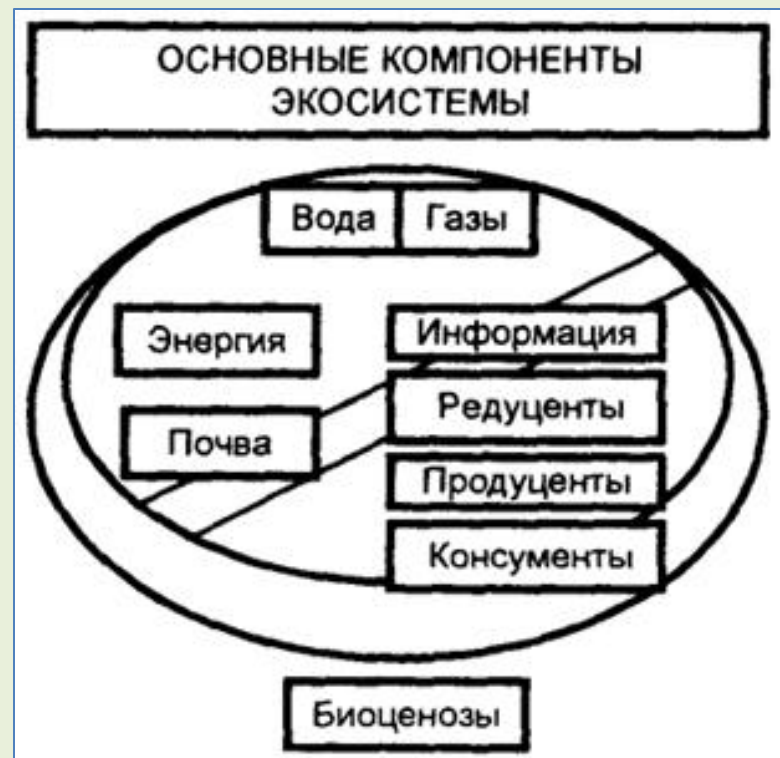 ОСНОВНЫЕ КОМПОНЕНТЫ
ЭКОСИСТЕМЫ
Вода Газы
Энергия
Информация
Редуценты
Почва
Продуценты
Консументы
Биоценозы